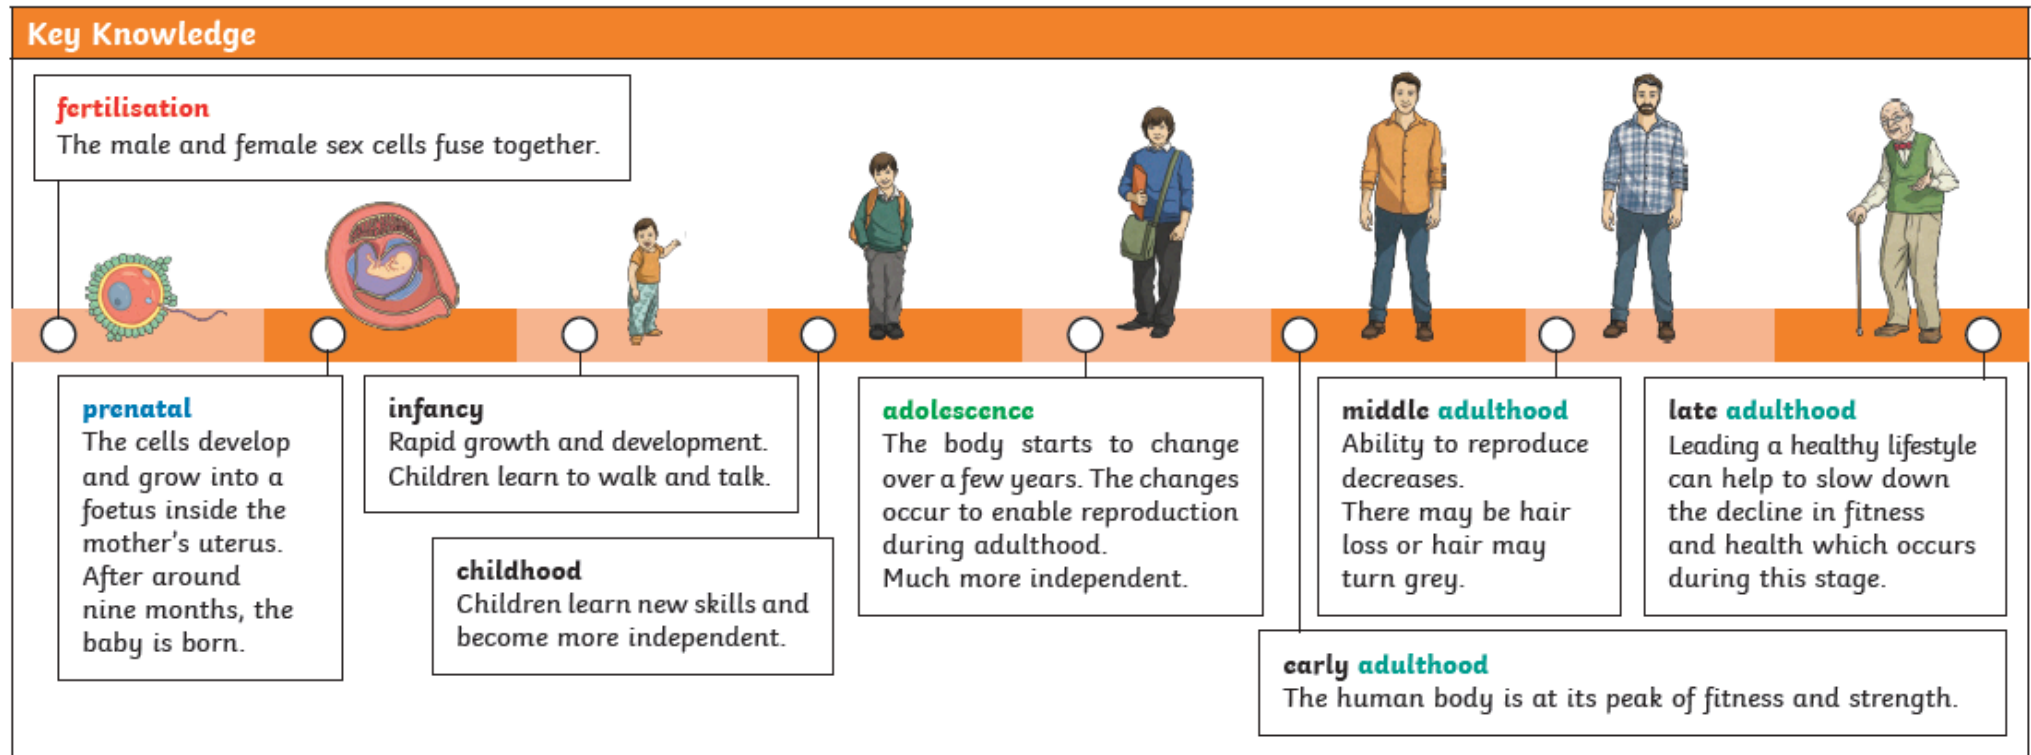 Key Knowledge
fertilisation
The male and female sex cells fuse together.
prenatal
The cells develop
and grow into a
foetus inside the
mother's uterus.
After around
nine months, the
baby is born.
infancy
Rapid growth and development.
Children learn to walk and talk.
childhood
Children learn new skills and
become more independent.
adolescence
The body starts to change
over a few years. The changes
occur to enable reproduction
during adulthood.
Much more independent.
early adulthood
The human body is at its peak of fitness and strength.
middle adulthood
Ability to reproduce
decreases.
There may be hair
loss or hair may
turn grey.
late adulthood
Leading a healthy lifestyle
can help to slow down
the decline in fitness
and health which occurs
during this stage.